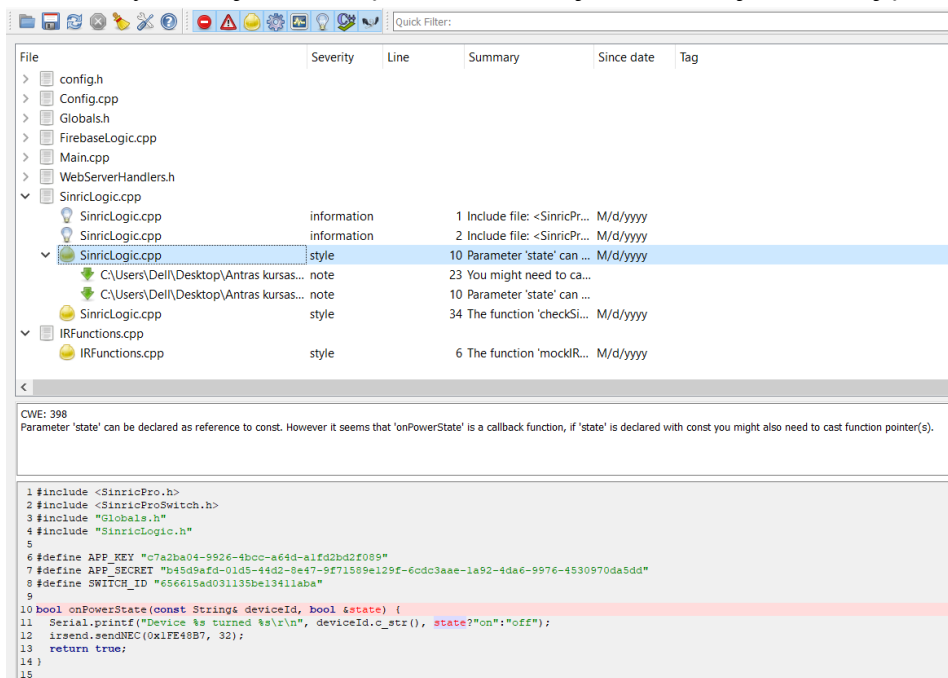 Quick Filter:
File Severity Line Summary Since date Tag
config.h
Config.cpp
Globals.h
FirebaseLogic.cpp
Main.cpp
WebServerHandlers.h
SinricLogic.cpp
SinricLogic.cpp information 1 Include file: <SinricPr... M/d/yyyy
SinricLogic.cpp information 2 Include file: <SinricPr... M/d/yyyy
SinricLogic.cpp style 10 Parameter 'state' can ... M/d/yyyy
C:\Users\Dell\Desktop\Antras kursas... note 23 You might need to ca...
C:\Users\Dell\Desktop\Antras kursas... note 10 Parameter 'state' can ...
SinricLogic.cpp style 34 The function 'checkSi... M/d/yyyy
IRFunctions.cpp
IRFunctions.cpp style 6 The function 'mockIR... M/d/yyyy
CWE: 398
Parameter 'state' can be declared as reference to const. However it seems that 'onPowerState' is a callback function, if 'state' is declared with const you might also need to cast function pointer(s).
1 #include <SinricPro.h>
2 #include <SinricProSwitch.h>
3 #include "Globals.h"
4 #include "SinricLogic.h"
5
6 #define APP_KEY "c7a2ba04-9926-4bcc-a64d-a1fd2bd2f089"
7 #define APP_SECRET "b45d9afd-01d5-44d2-8e47-9f71589e129f-6cdc3aae-1a92-4da6-9976-4530970da5dd"
8 #define SWITCH_ID "656615ad031135be13411aba"
9
10 bool onPowerState(const String& deviceId, bool &state) {
11 Serial.printf("Device %s turned %s\r\n", deviceId.c_str(), state?"on":"off");
12 irsend.sendNEC(0x1FE48B7, 32);
13 return true;
14 }
15